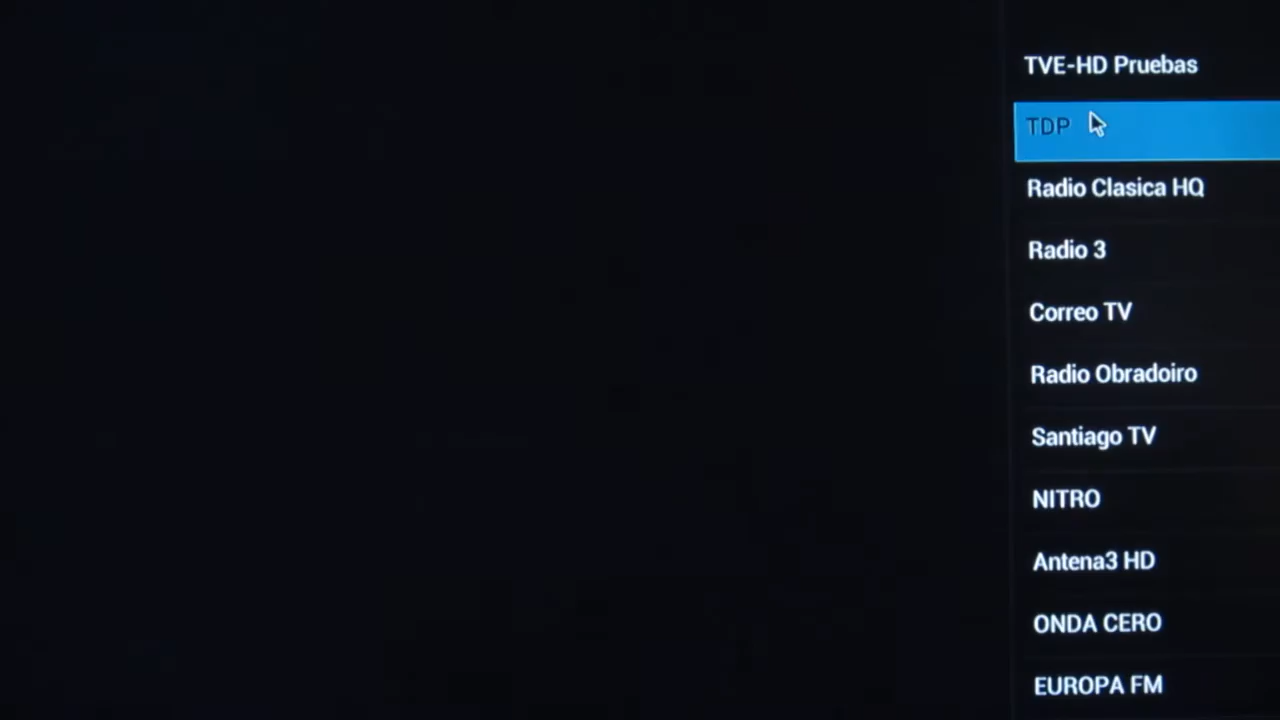 TVE-HD Pruebas
TDP
Radio Clasica HQ
Radio 3
Correo TV
Radio Obradoiro
Santiago TV
NITRO
Antena3 HD
ONDA CERO
EUROPA FM